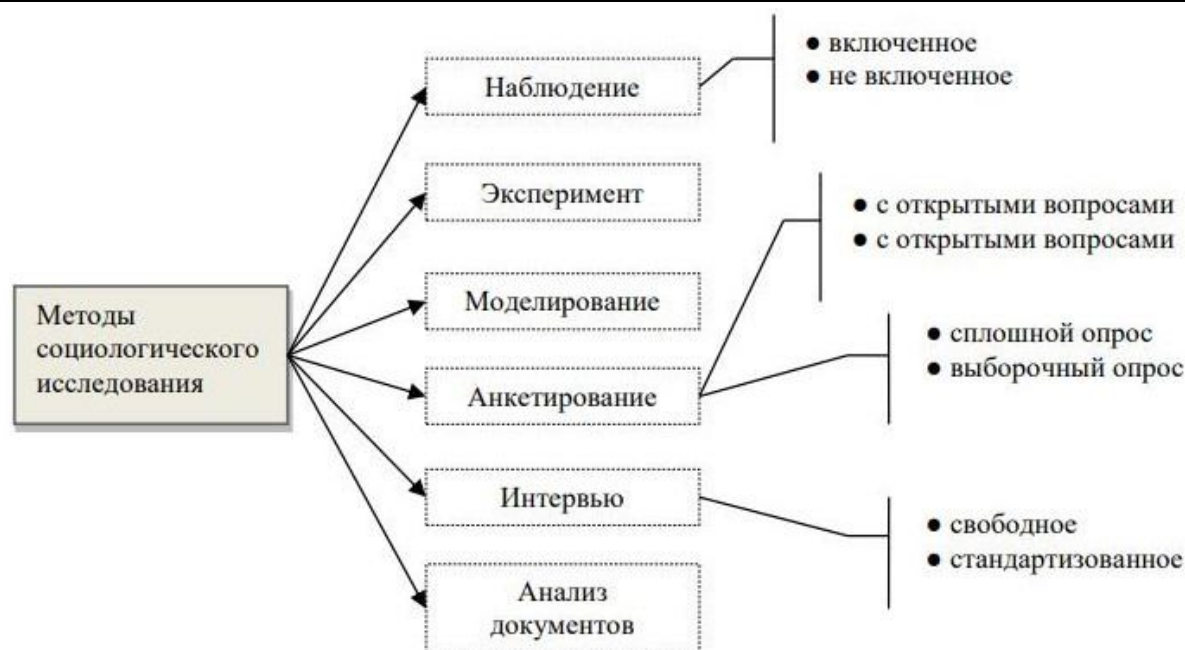 Методы
социологического
исследования
Наблюдение
● включенное
● не включенное
Эксперимент
Моделирование
Анкетирование
● с открытыми вопросами
● с открытыми вопросами
● сплошной опрос
● выборочный опрос
Интервью
● свободное
● стандартизованное
Анализ
документов